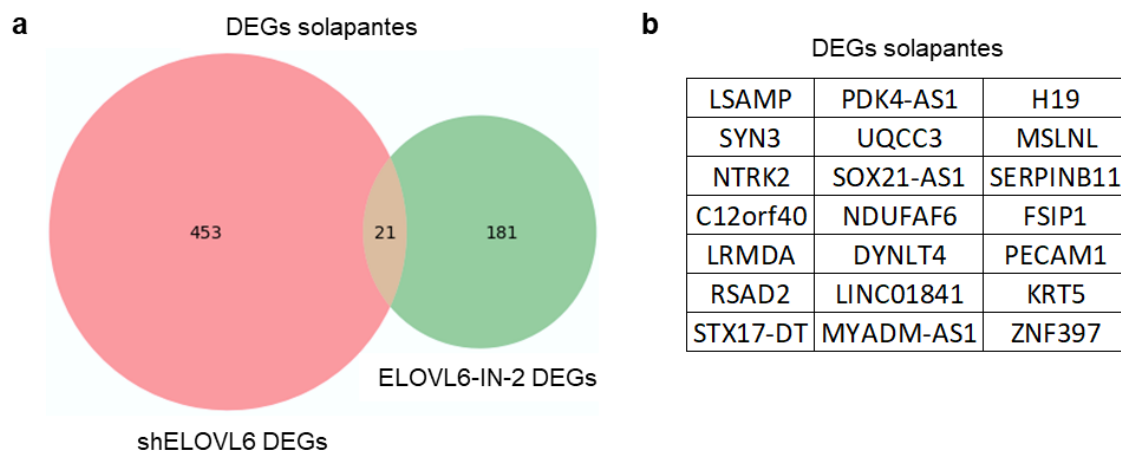 a
DEGs solapantes
453
21
181
ELOVL6-IN-2 DEGs
shELOVL6 DEGs
b
DEGs solapantes
LSAMP PDK4-AS1 H19
SYN3 UQCC3 MSLNL
NTRK2 SOX21-AS1 SERPINB11
C12orf40 NDUFAF6 FSIP1
LRMDA DYNLT4 PECAM1
RSAD2 LINC01841 KRT5
STX17-DT MYADM-AS1 ZNF397